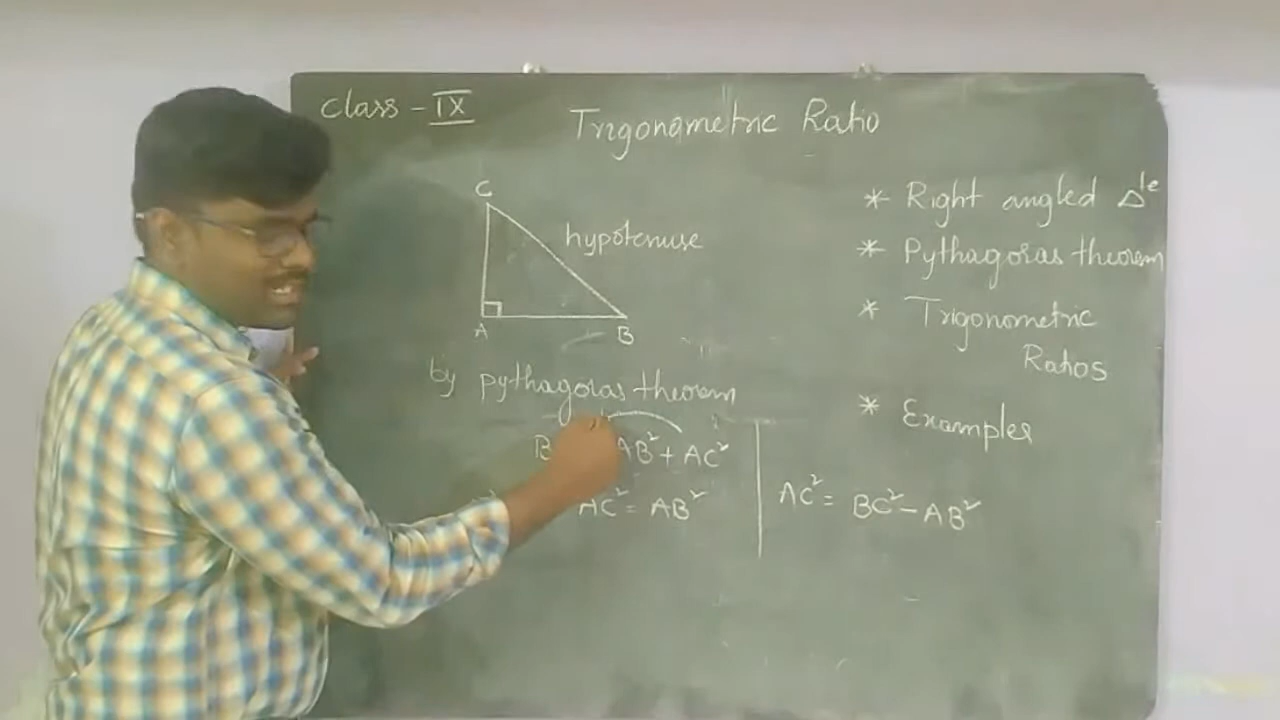 Class - IX
Trigonometric Ratio
C
hypotenuse
A
B
by pythagoras theorem
AB² + AC²
AC² = AB²
AC² = BC² - AB²
* Right angled Δle
* Pythagoras theorem
* Trigonometric
Ratios
* Examples